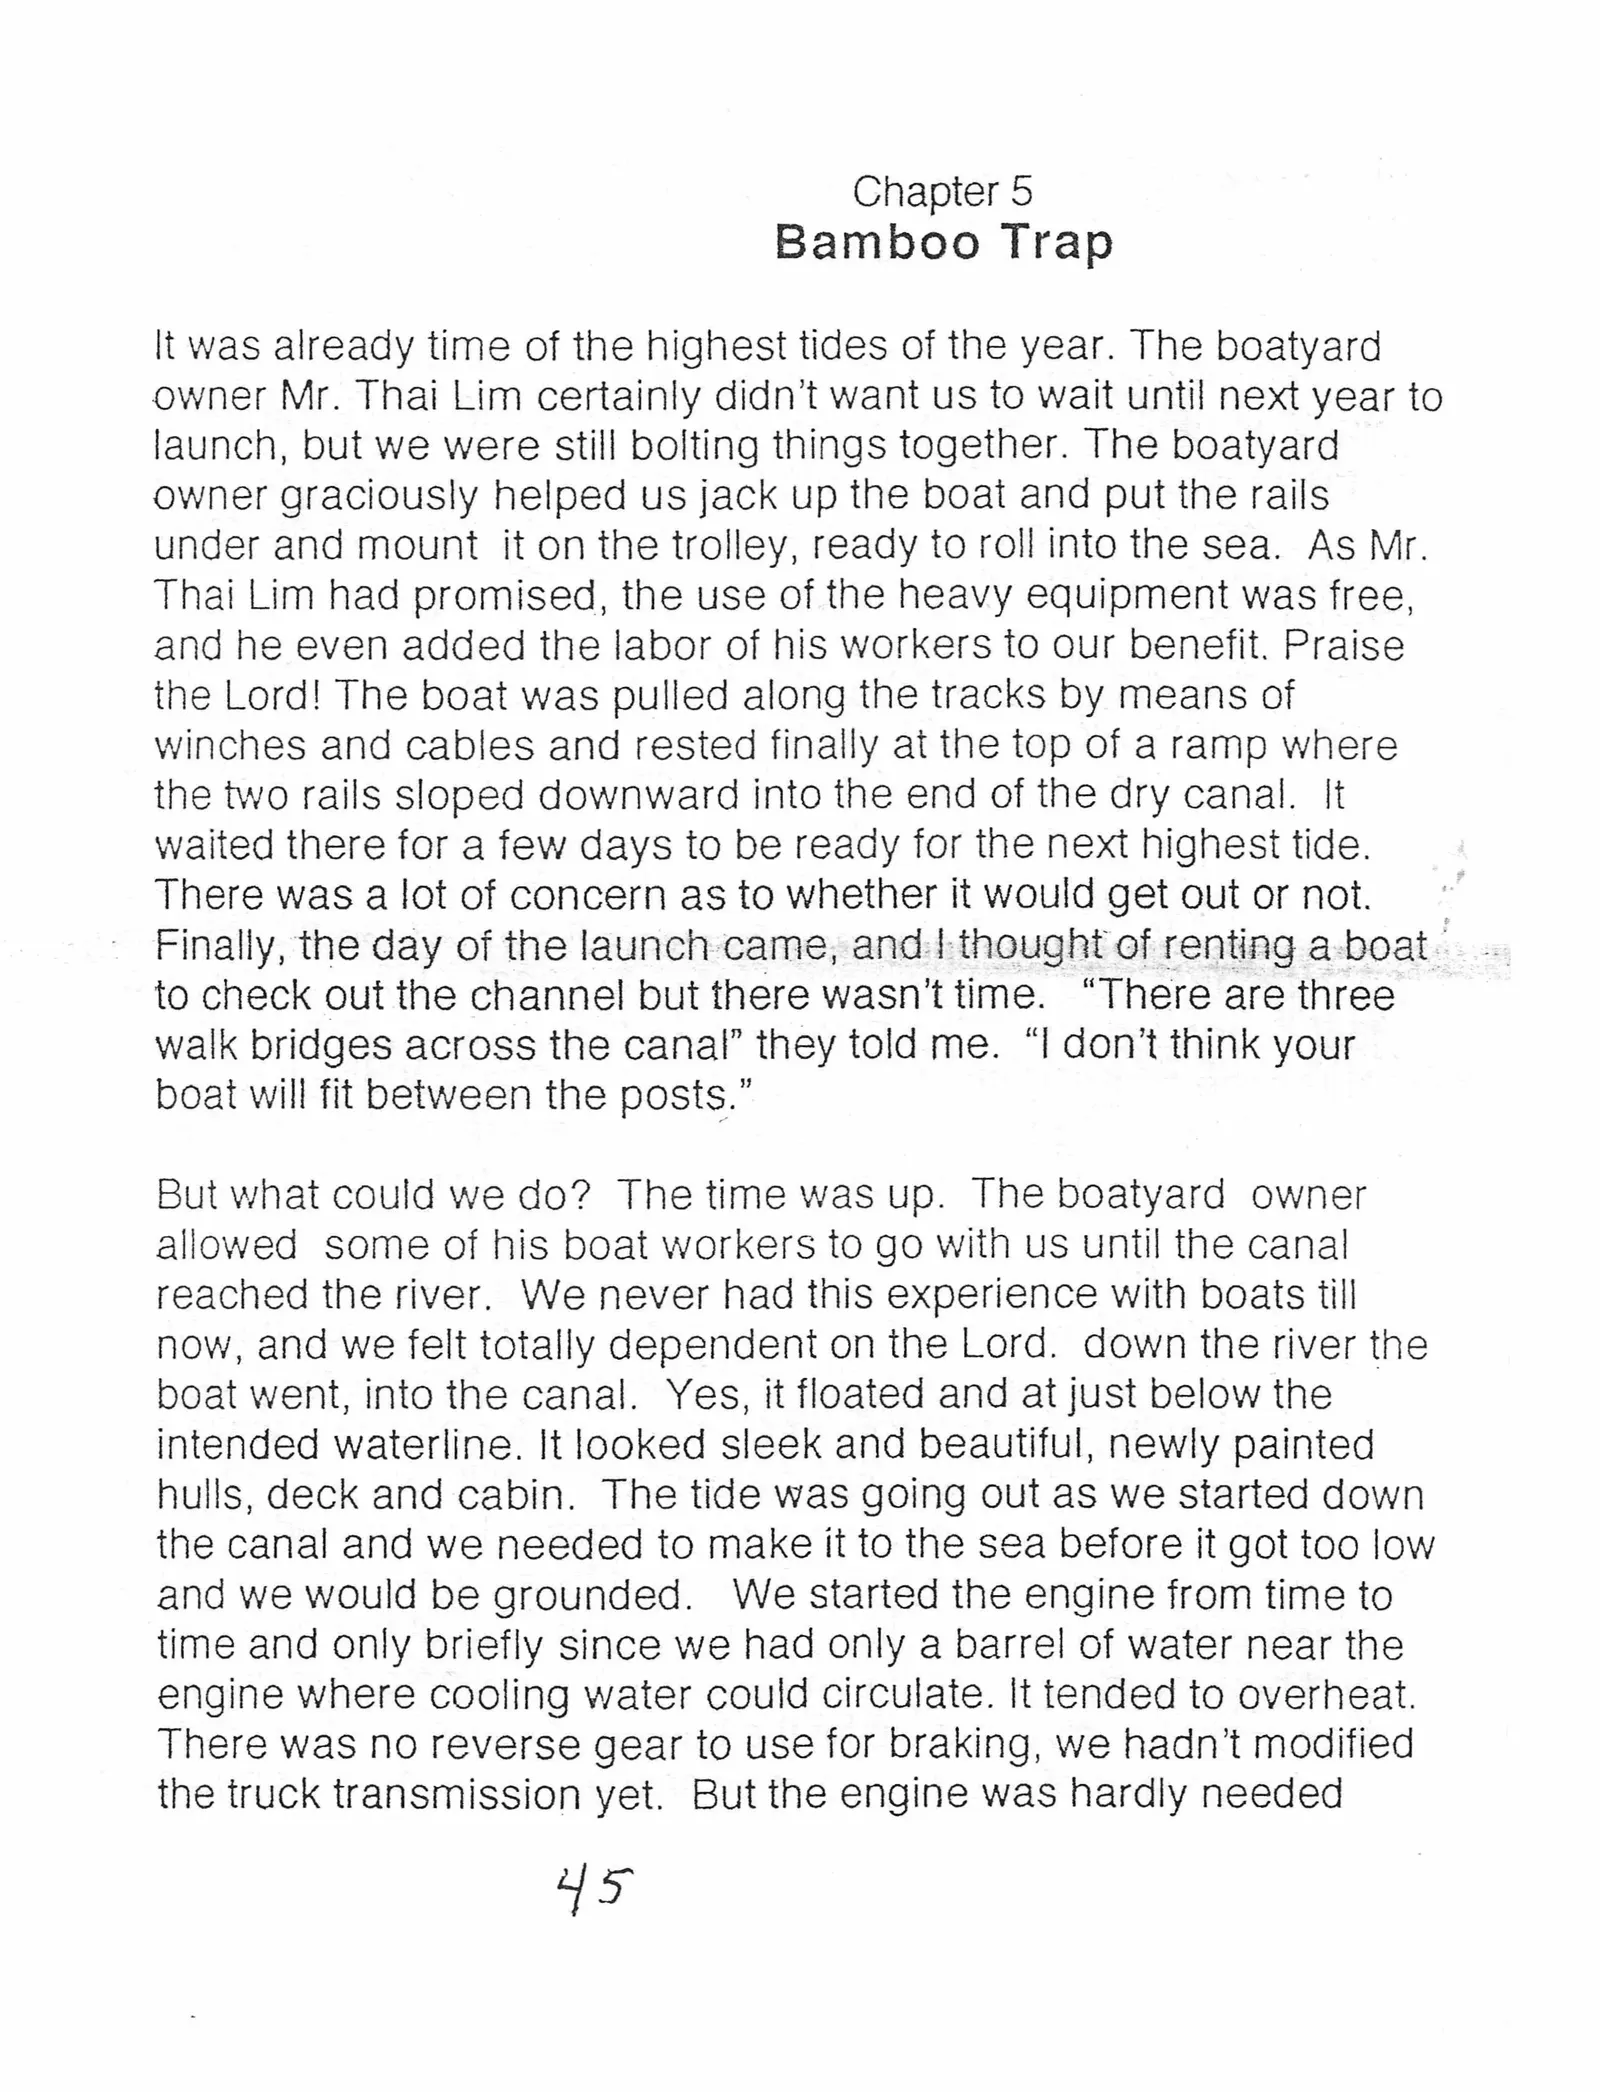 Chapter 5
Bamboo Trap
It was already time of the highest tides of the year. The boatyard
owner Mr. Thai Lim certainly didn't want us to wait until next year to
launch, but we were still bolting things together. The boatyard
owner graciously helped us jack up the boat and put the rails
under and mount  it on the trolley, ready to roll into the sea.  As Mr.
Thai Lim had promised, the use of the heavy equipment was free,
and he even added the labor of his workers to our benefit. Praise
the Lord! The boat was pulled along the tracks by means of
winches and cables and rested finally at the top of a ramp where
the two rails sloped downward into the end of the dry canal.  It
waited there for a few days to be ready for the next highest tide.
There was a lot of concern as to whether it would get out or not.
Finally, the day of the launch came, and I thought of renting a boat
to check out the channel but there wasn't time.   “There are three
walk bridges across the canal” they told me.  “I don't think your
boat will fit between the posts.”
But what could we do?  The time was up.  The boatyard  owner
allowed  some of his boat workers to go with us until the canal
reached the river.  We never had this experience with boats till
now, and we felt totally dependent on the Lord.  down the river the
boat went, into the canal.  Yes, it floated and at just below the
intended waterline. It looked sleek and beautiful, newly painted
hulls, deck and cabin.  The tide was going out as we started down
the canal and we needed to make it to the sea before it got too low
and we would be grounded.   We started the engine from time to
time and only briefly since we had only a barrel of water near the
engine where cooling water could circulate. It tended to overheat.
There was no reverse gear to use for braking, we hadn't modified
the truck transmission yet.  But the engine was hardly needed
45